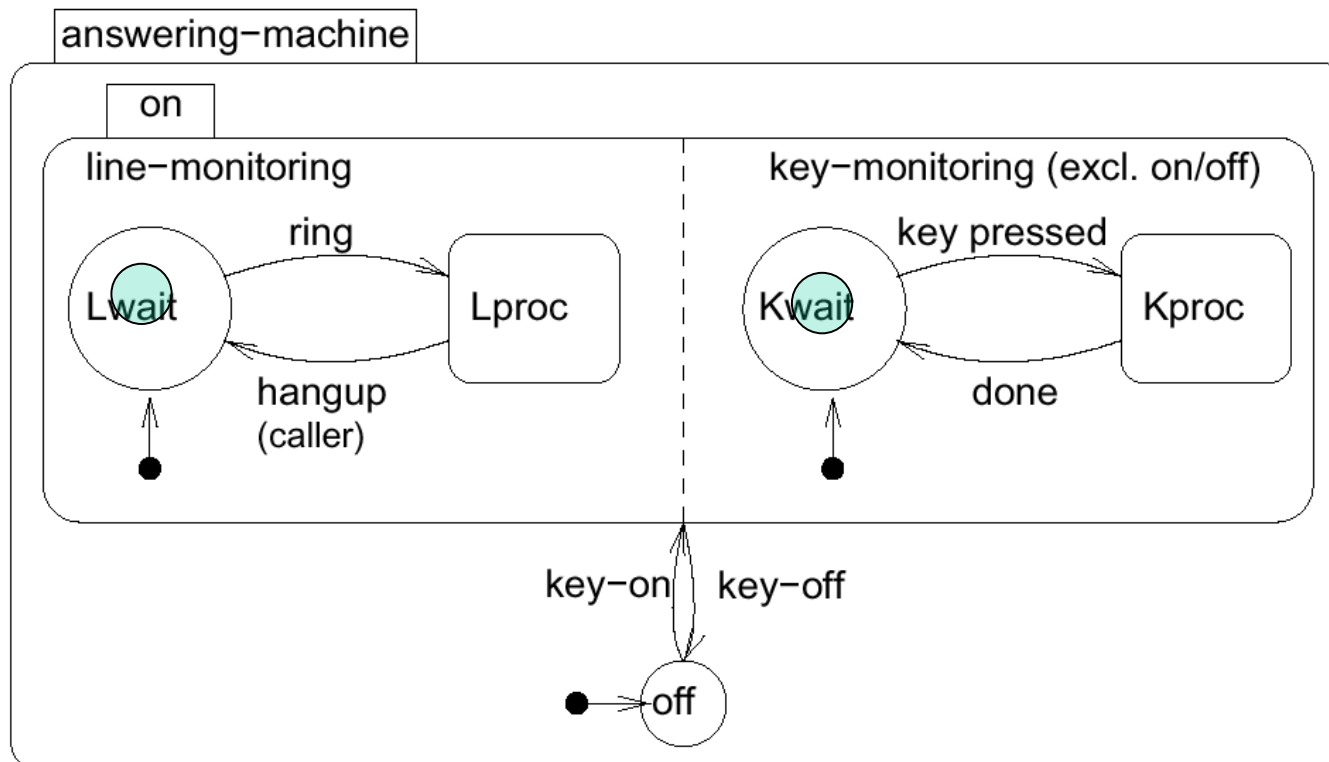 answering−machine
on
line−monitoring
key−monitoring (excl. on/off)
ring
key pressed
Lwait
Lproc
Kwait
Kproc
hangup
(caller)
done
key−on
key−off
off